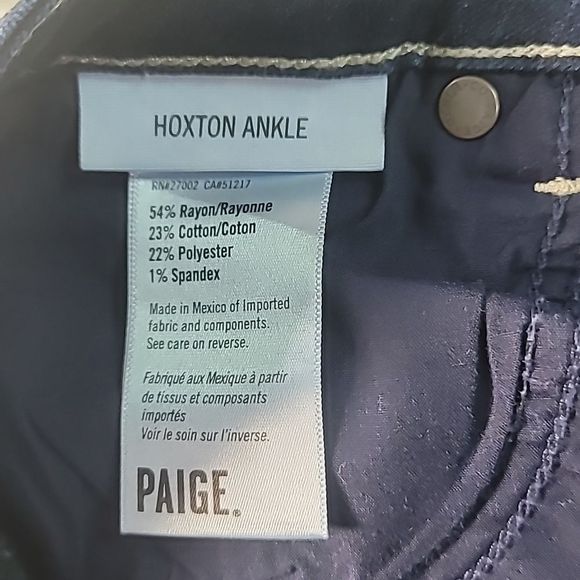 HOXTON ANKLE
RN#27002 CA#51217
54% Rayon/Rayonne
23% Cotton/Coton
22% Polyester
1% Spandex
Made in Mexico of Imported
fabric and components.
See care on reverse.
Fabriqué aux Mexique à partir
de tissus et composants
importés
Voir le soin sur l'inverse.
PAIGE®